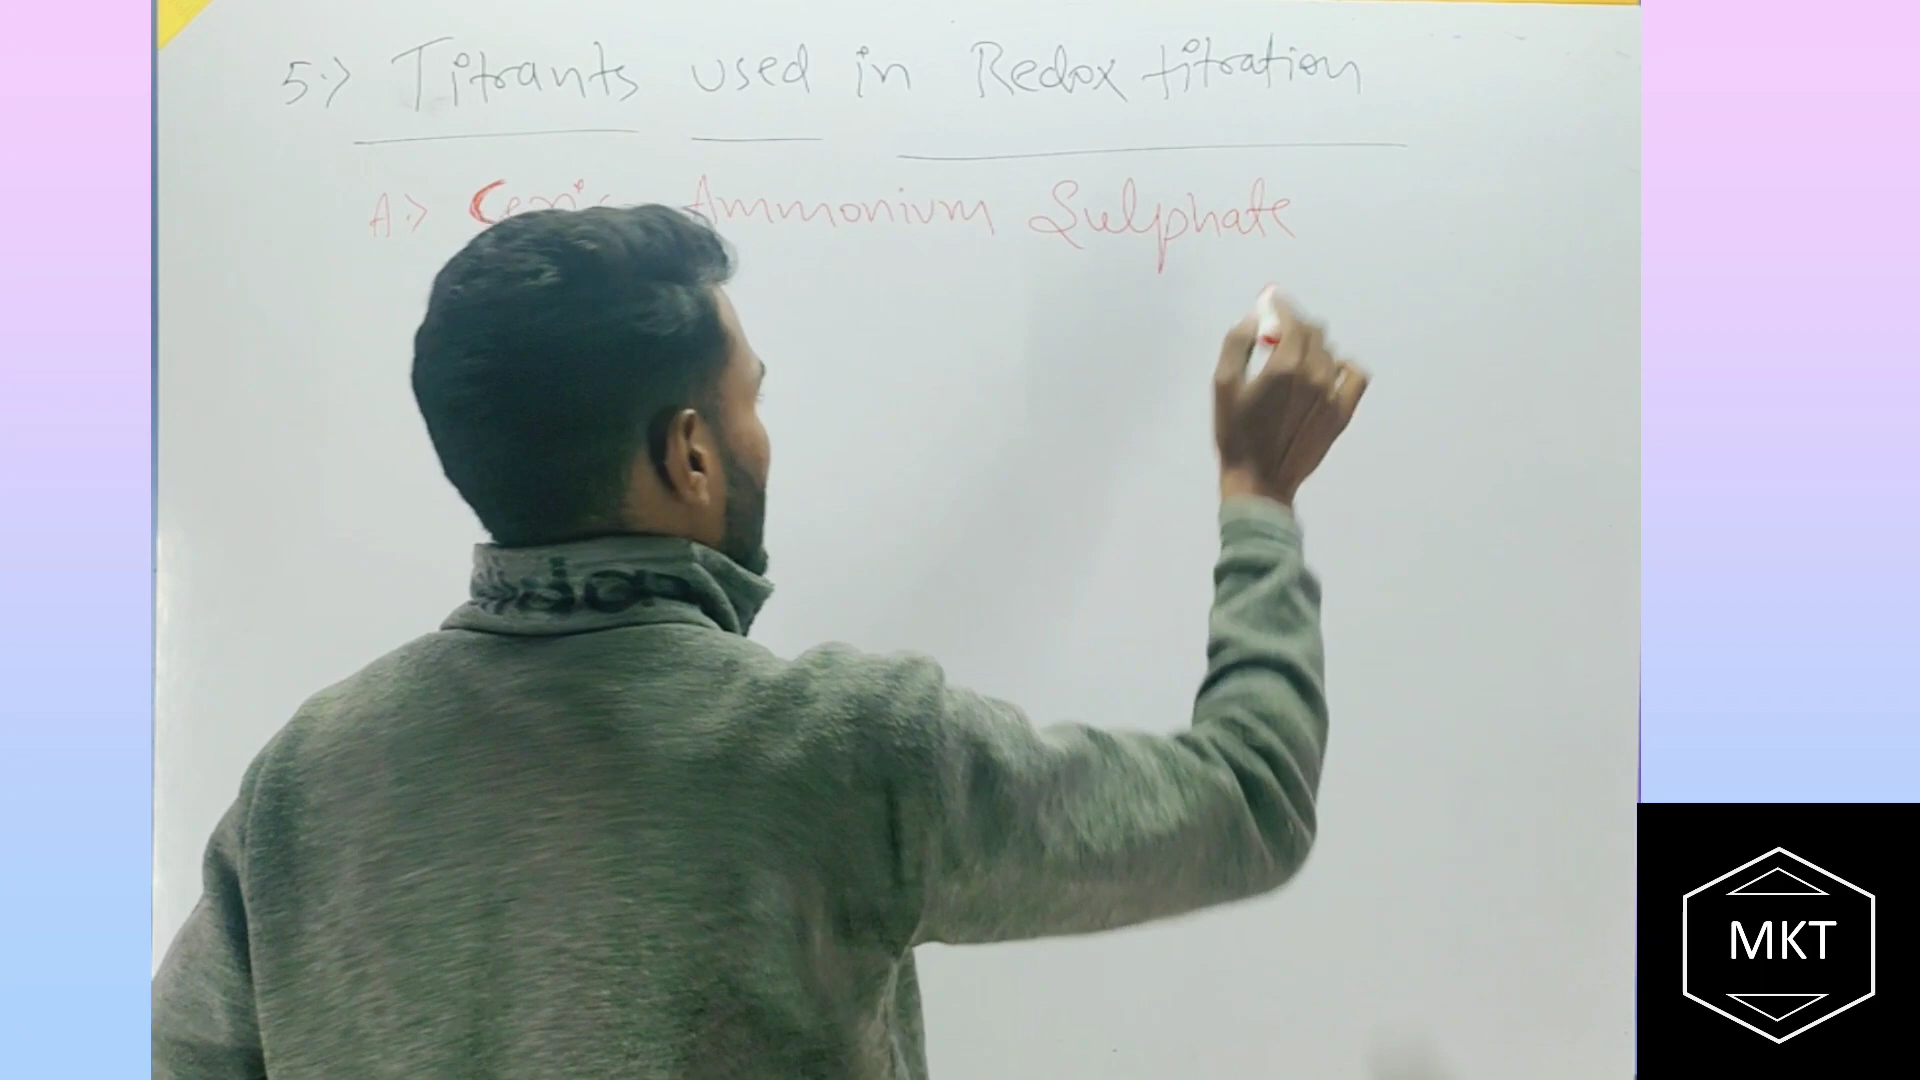 5:> Titrants used in Redox titration
A:> Ceric Ammonium Sulphate
MKT